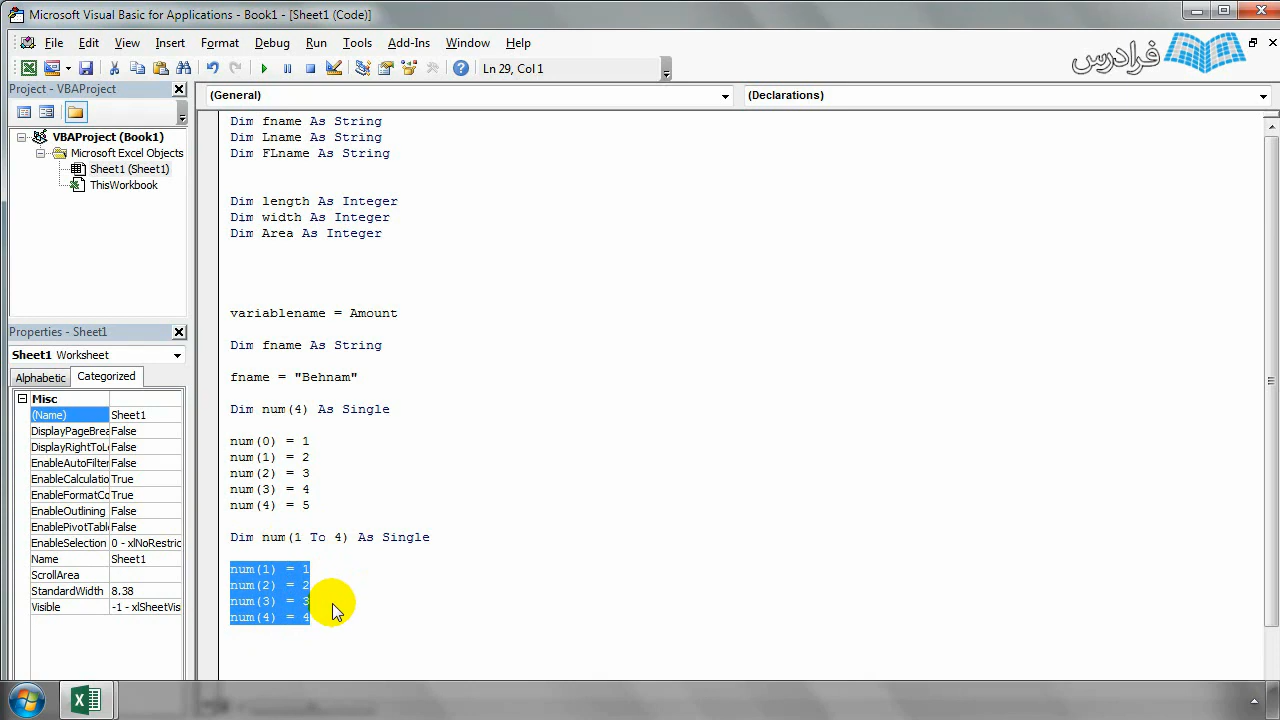 Microsoft Visual Basic for Applications - Book1 - [Sheet1 (Code)]
File Edit View Insert Format Debug Run Tools Add-Ins Window Help
فرادرس
Ln 29, Col 1
Project - VBAProject
(General)
(Declarations)
VBAProject (Book1)
Microsoft Excel Objects
Sheet1 (Sheet1)
ThisWorkbook
Properties - Sheet1
Sheet1 Worksheet
Alphabetic Categorized
Misc
(Name) Sheet1
DisplayPageBrea False
DisplayRightToLe False
EnableAutoFilter False
EnableCalculatio True
EnableFormatCo True
EnableOutlining False
EnablePivotTable False
EnableSelection 0 - xlNoRestric
Name Sheet1
ScrollArea
StandardWidth 8.38
Visible -1 - xlSheetVis
Dim fname As String
Dim Lname As String
Dim FLname As String
Dim length As Integer
Dim width As Integer
Dim Area As Integer
variablename = Amount
Dim fname As String
fname = "Behnam"
Dim num(4) As Single
num(0) = 1
num(1) = 2
num(2) = 3
num(3) = 4
num(4) = 5
Dim num(1 To 4) As Single
num(1) = 1
num(2) = 2
num(3) = 3
num(4) = 4